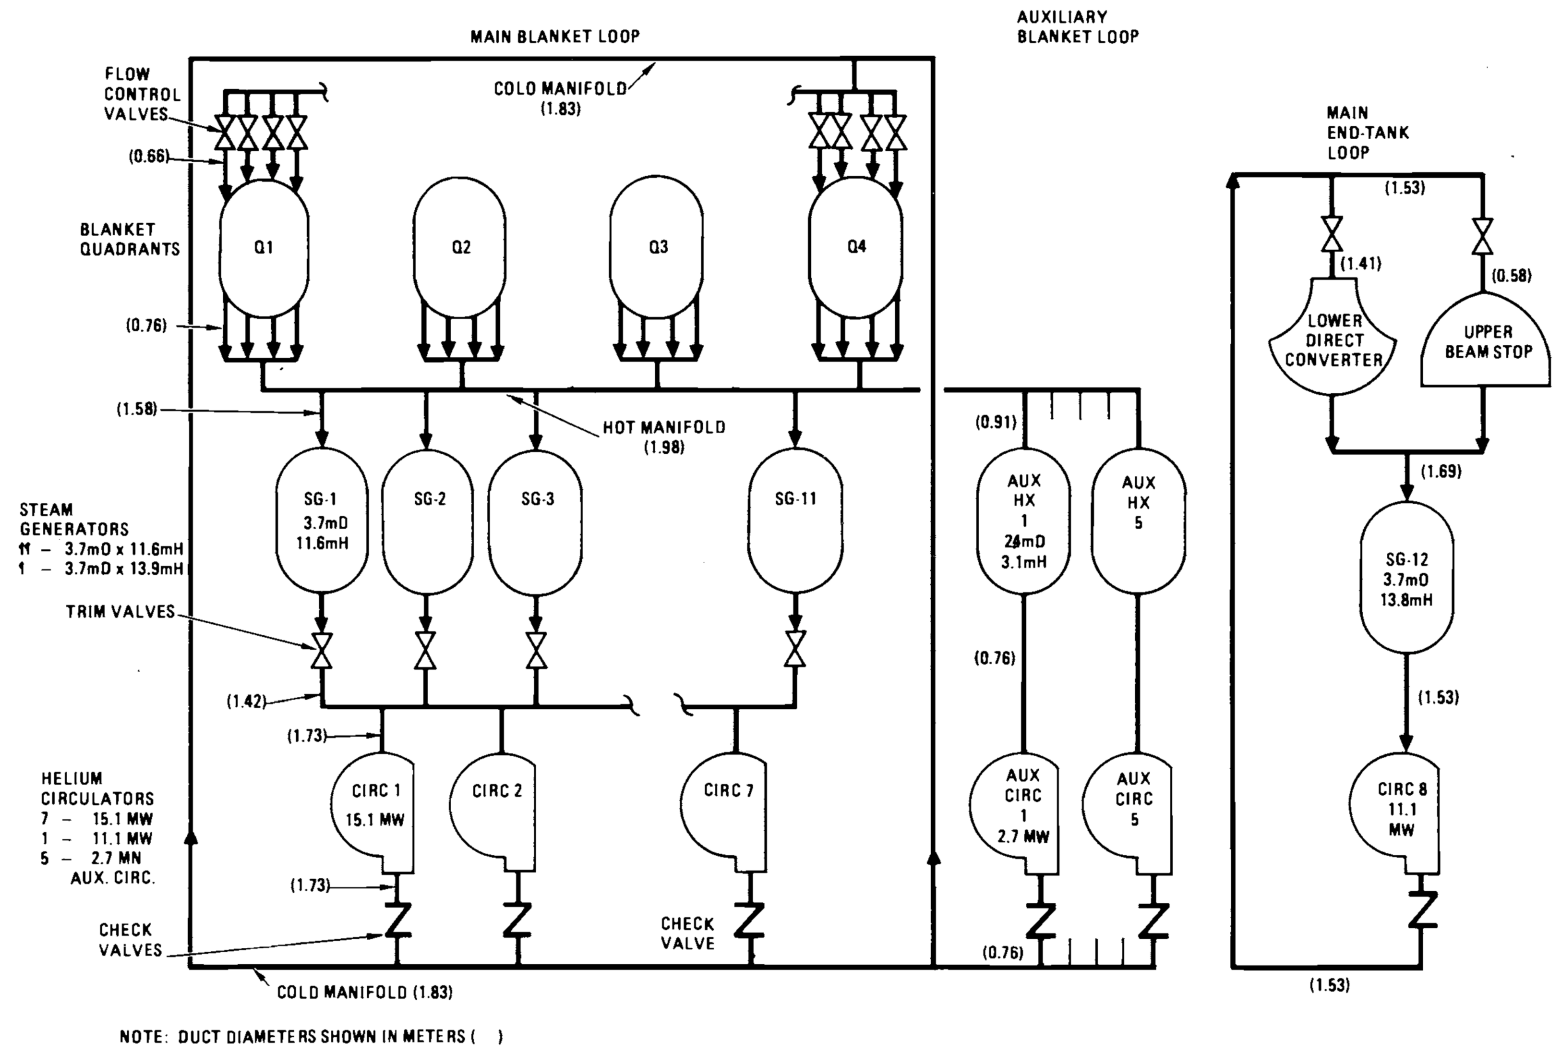 AUXILIARY
BLANKET LOOP
MAIN BLANKET LOOP
FLOW
CONTROL
VALVES
COLD MANIFOLD
(1.83)
MAIN
END-TANK
LOOP
(0.66)
(1.53)
BLANKET
QUADRANTS
Q1
Q2
Q3
Q4
(1.41)
(0.58)
(0.76)
LOWER
DIRECT
CONVERTER
UPPER
BEAM STOP
(1.58)
HOT MANIFOLD
(1.98)
(0.91)
(1.69)
STEAM
GENERATORS
11 – 3.7mO x 11.6mH
1 – 3.7mD x 13.9mH
SG-1
3.7mD
11.6mH
SG-2
SG-3
SG-11
AUX
HX
1
3.1mH
AUX
HX
5
SG-12
3.7mO
13.8mH
TRIM VALVES
(0.76)
(1.42)
(1.53)
(1.73)
HELIUM
CIRCULATORS
7 – 15.1 MW
1 – 11.1 MW
5 – 2.7 MN
AUX. CIRC.
CIRC 1
15.1 MW
CIRC 2
CIRC 7
AUX
CIRC
1
2.7 MW
AUX
CIRC
5
CIRC 8
11.1
MW
(1.73)
CHECK
VALVES
CHECK
VALVE
(0.76)
COLD MANIFOLD (1.83)
(1.53)
NOTE: DUCT DIAMETERS SHOWN IN METERS ( )